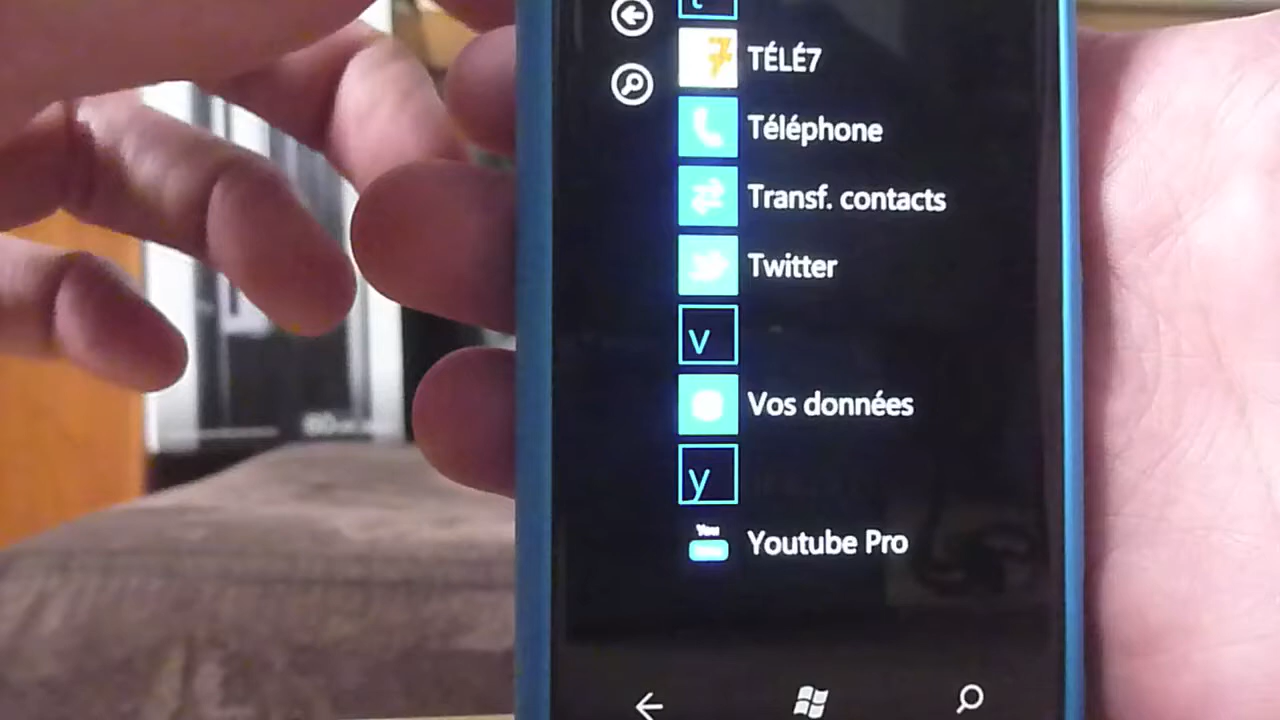 t
TÉLÉ7
Téléphone
Transf. contacts
Twitter
v
Vos données
y
You
Youtube Pro